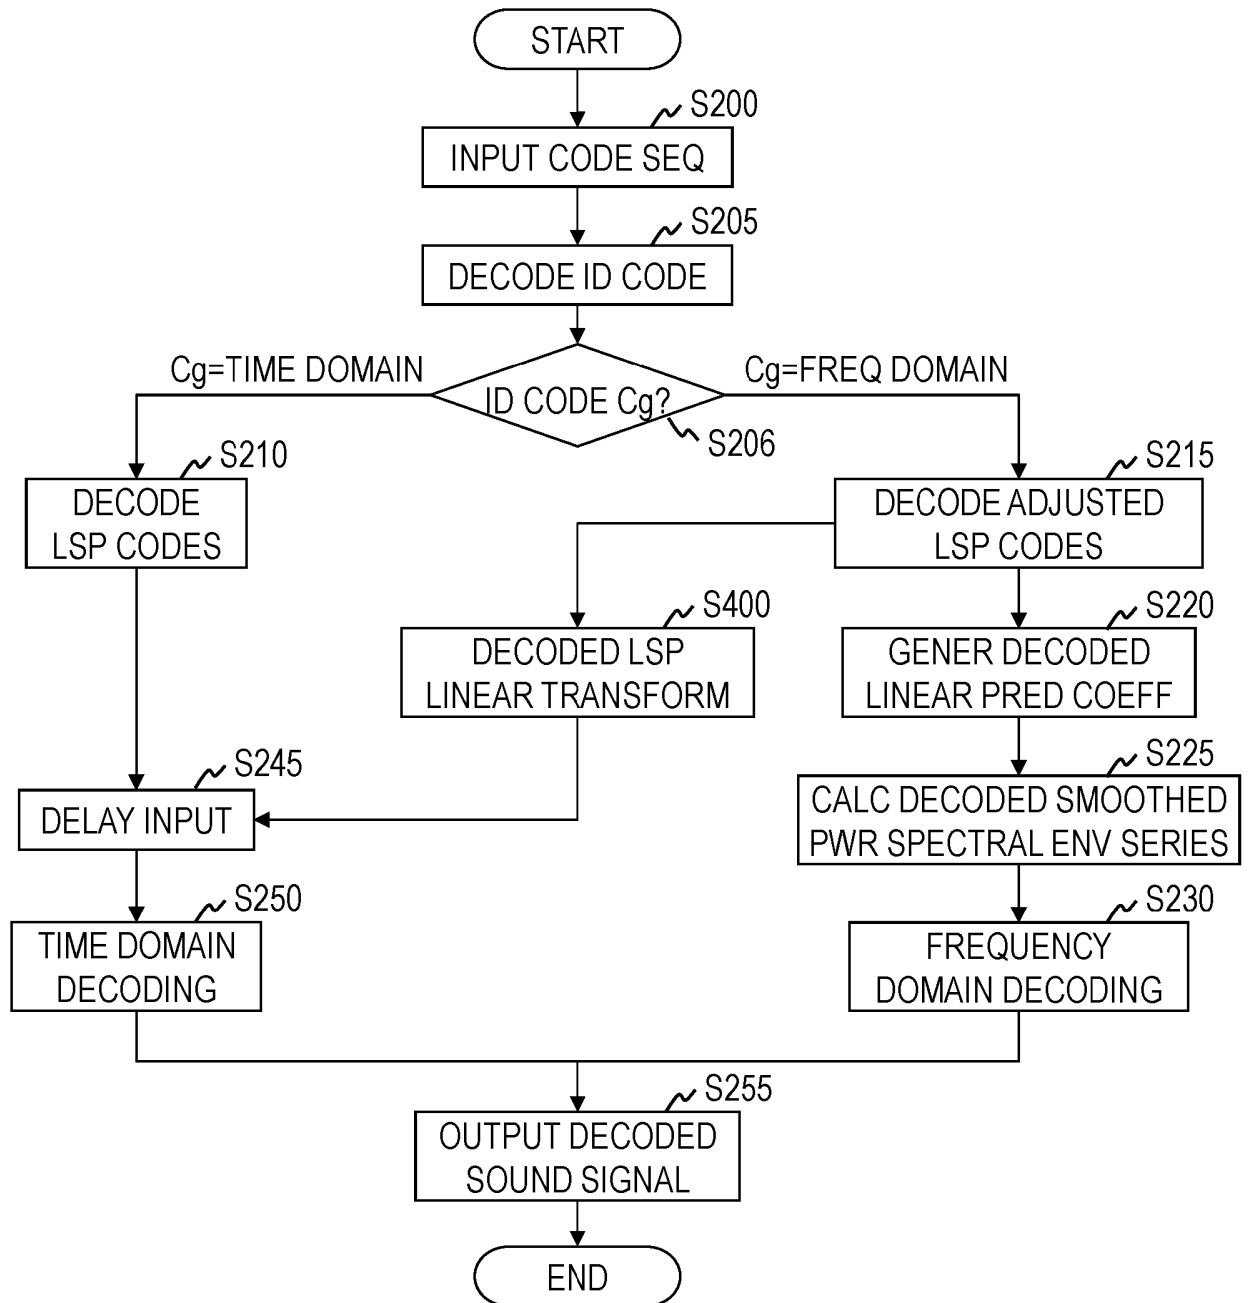 START
S200
INPUT CODE SEQ
S205
DECODE ID CODE
Cg=TIME DOMAIN
Cg=FREQ DOMAIN
ID CODE Cg?
S206
S210
DECODE
LSP CODES
S215
DECODE ADJUSTED
LSP CODES
S400
DECODED LSP
LINEAR TRANSFORM
S220
GENER DECODED
LINEAR PRED COEFF
S245
DELAY INPUT
S225
CALC DECODED SMOOTHED
PWR SPECTRAL ENV SERIES
S250
TIME DOMAIN
DECODING
S230
FREQUENCY
DOMAIN DECODING
S255
OUTPUT DECODED
SOUND SIGNAL
END